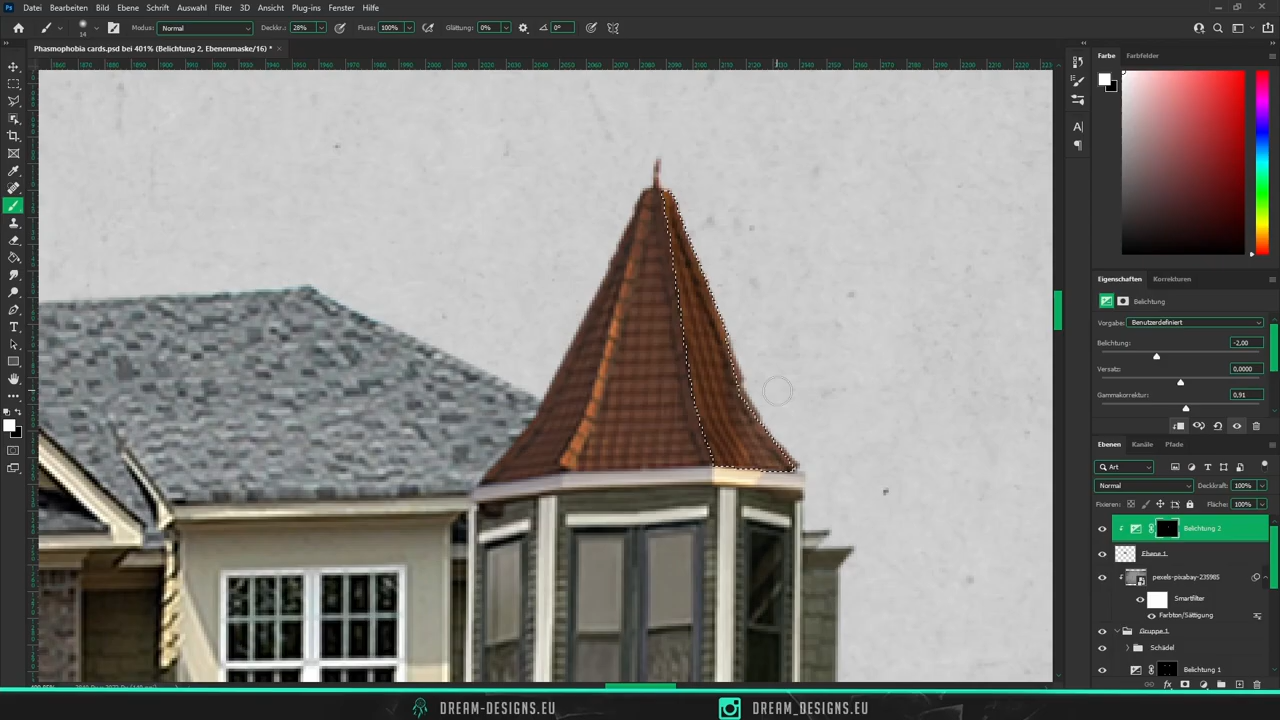 Datei Bearbeiten Bild Ebene Schrift Auswahl Filter 3D Ansicht Plug-ins Fenster Hilfe
14 Modus: Normal Deckkr.: 28% Fluss: 100% Glättung: 0% 0°
Phasmophobia cards.psd bei 401% (Belichtung 2, Ebenenmaske/16) *
Farbe Farbfelder
Eigenschaften Korrekturen
Belichtung
Vorgabe: Benutzerdefiniert
Belichtung: -2,00
Versatz: 0,0000
Gammakorrektur: 0,91
Ebenen Kanäle Pfade
Art
Normal Deckkraft: 100%
Fixieren: Fläche: 100%
Belichtung 2
Ebene 1
pexels-pixabay-235985
Smartfilter
Farbton/Sättigung
Gruppe 1
Schädel
Belichtung 1
DREAM-DESIGNS.EU DREAM_DESIGNS.EU